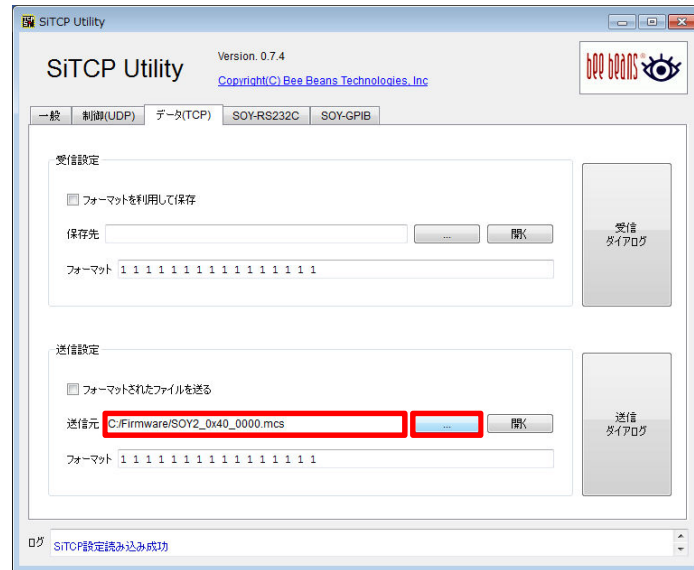 SiTCP Utility
SiTCP Utility
Version. 0.7.4
Copyright(C) Bee Beans Technologies, Inc
bee beans
一般 制御(UDP) データ(TCP) SOY-RS232C SOY-GPIB
受信設定
フォーマットを利用して保存
保存先 ... 開く
フォーマット 1 1 1 1 1 1 1 1 1 1 1 1 1 1 1 1
受信
ダイアログ
送信設定
フォーマットされたファイルを送る
送信元 C:/Firmware/SOY2_0x40_0000.mcs ... 開く
フォーマット 1 1 1 1 1 1 1 1 1 1 1 1 1 1 1 1
送信
ダイアログ
ログ SiTCP設定読み込み成功